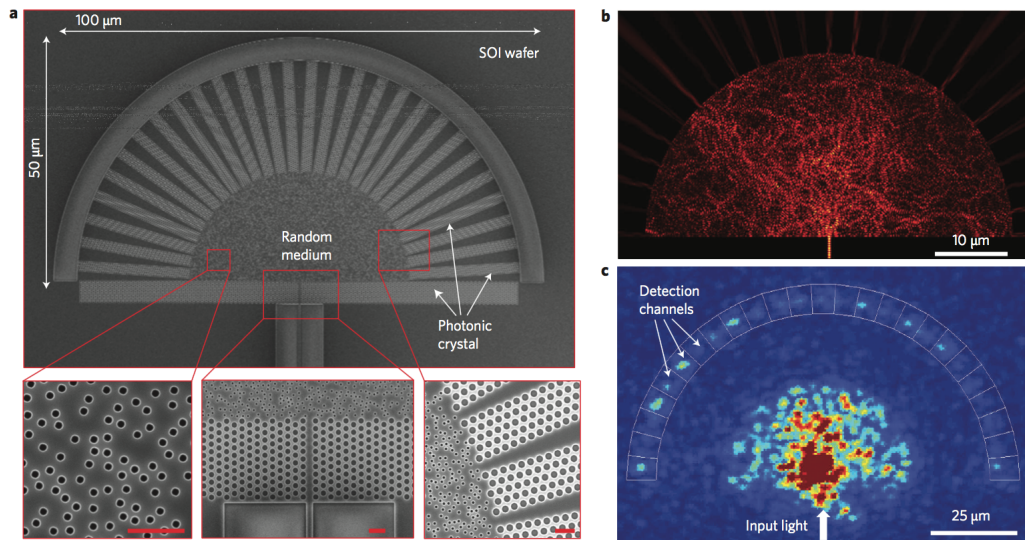 a
100 µm
SOI wafer
50 µm
Random
medium
Photonic
crystal
b
10 µm
c
Detection
channels
Input light
25 µm